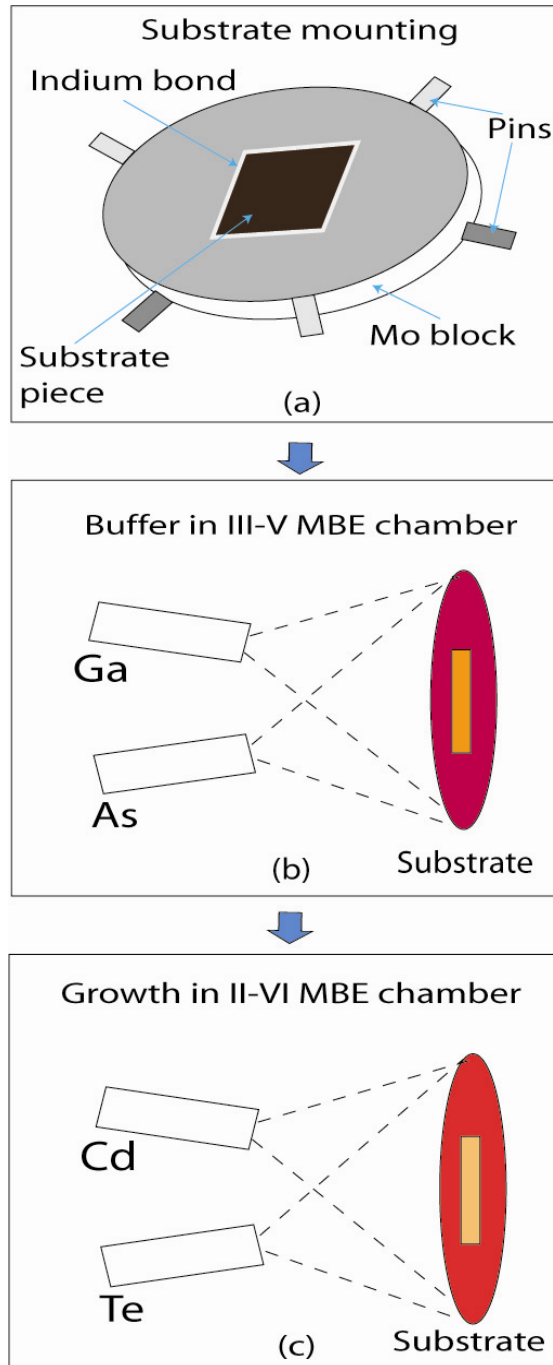 Substrate mounting
Indium bond
Pins
Mo block
Substrate
piece
(a)
Buffer in III-V MBE chamber
Ga
As
Substrate
(b)
Growth in II-VI MBE chamber
Cd
Te
Substrate
(c)